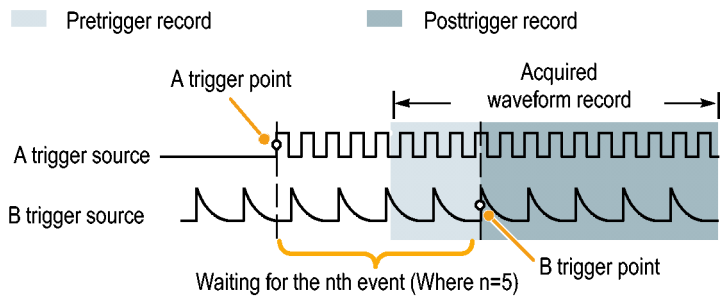 Pretrigger record
Posttrigger record
A trigger point
Acquired
waveform record
A trigger source
B trigger source
B trigger point
Waiting for the nth event (Where n=5)